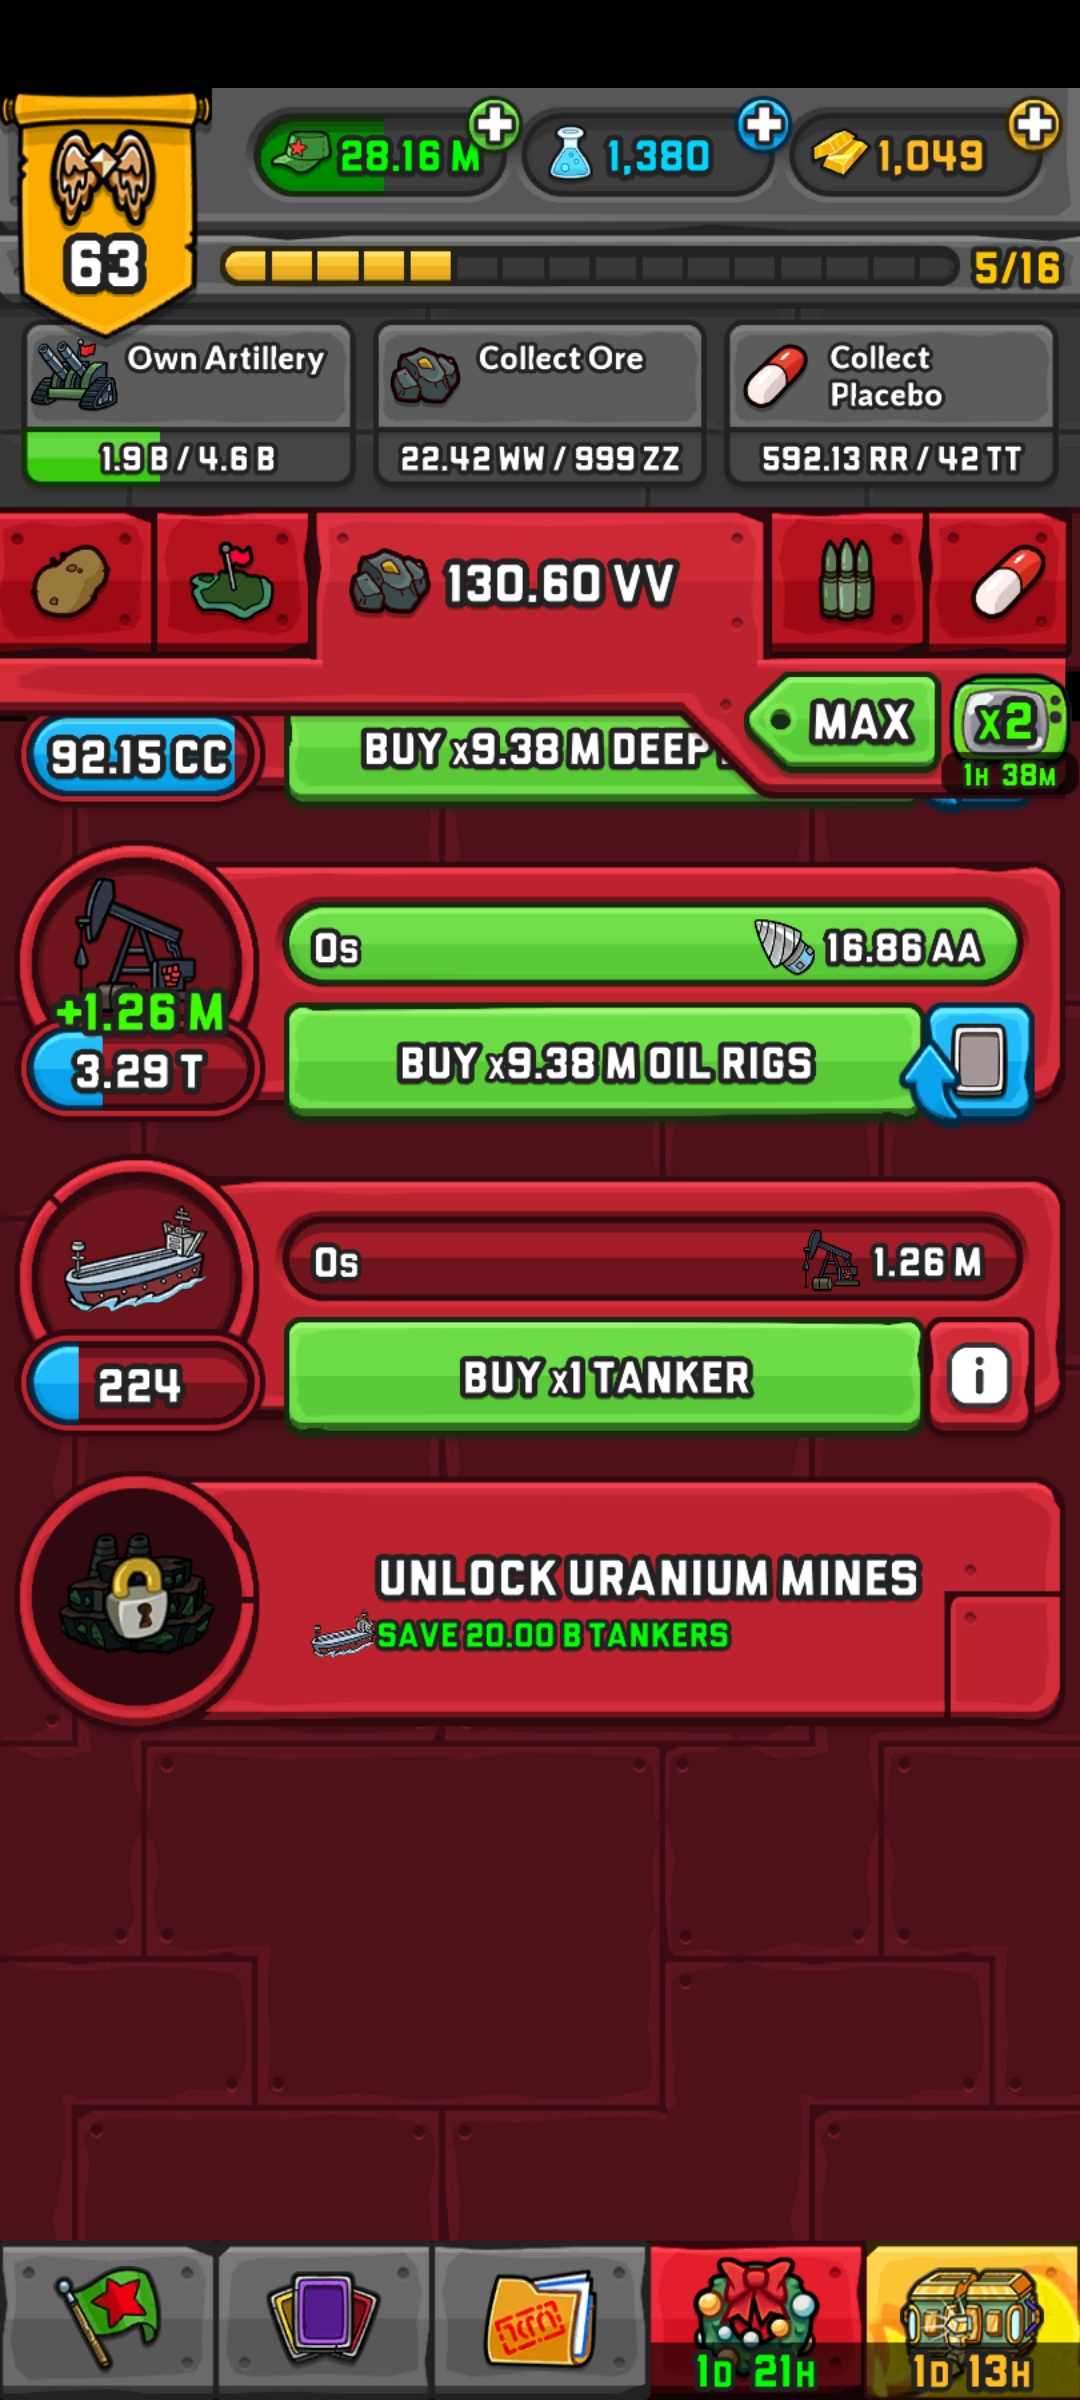 28.16 M
1,380
1,049
63
5/16
Own Artillery
1.9 B / 4.6 B
Collect Ore
22.42 WW / 999 ZZ
Collect
Placebo
592.13 RR / 42 TT
130.60 VV
MAX
x2
1H 38M
92.15 CC
BUY x9.38 M DEEP
0s
16.86 AA
+1.26 M
3.29 T
BUY x9.38 M OIL RIGS
0s
1.26 M
224
BUY x1 TANKER
i
UNLOCK URANIUM MINES
SAVE 20.00 B TANKERS
1D 21H
1D 13H